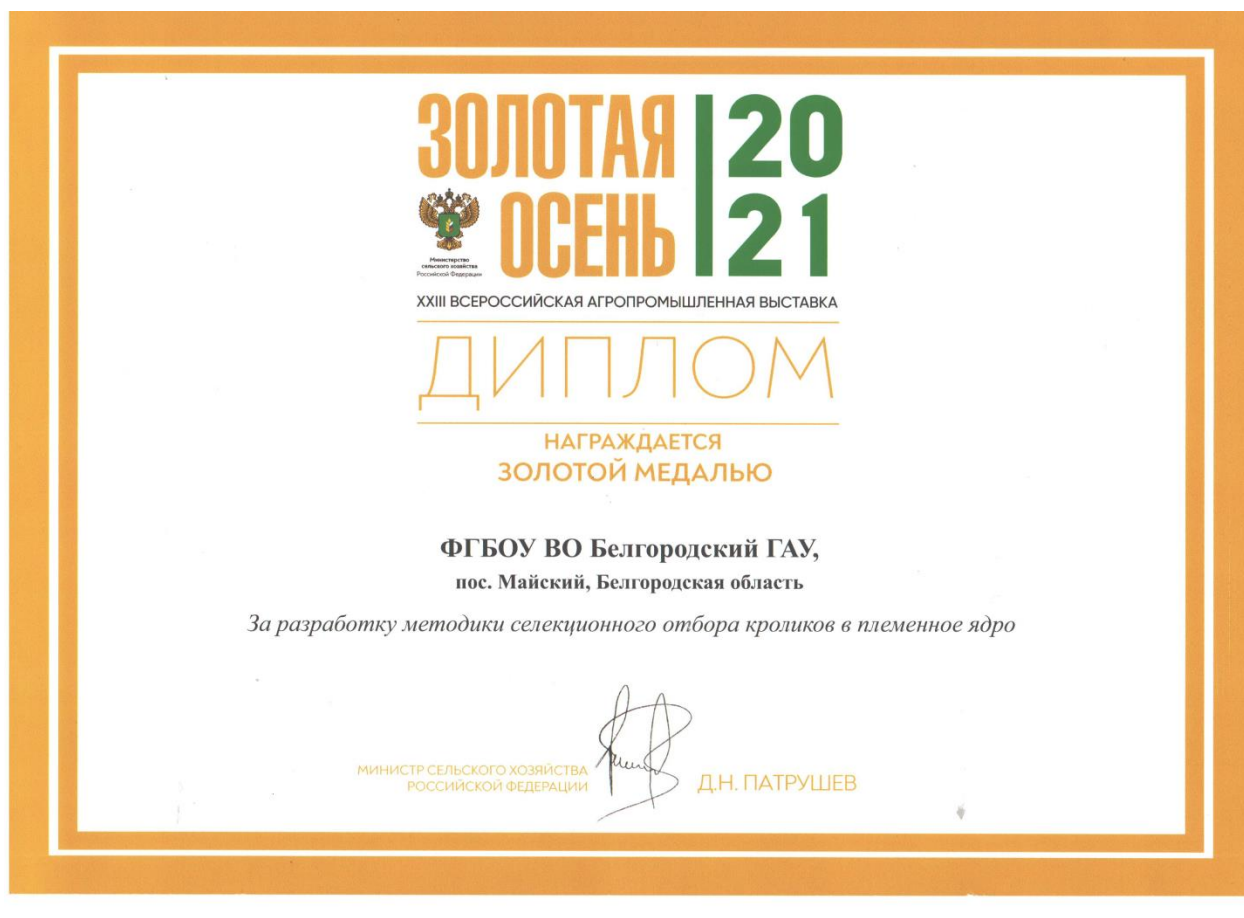 ЗОЛОТАЯ
ОСЕНЬ
20
21
Министерство
сельского хозяйства
Российской Федерации
XXIII ВСЕРОССИЙСКАЯ АГРОПРОМЫШЛЕННАЯ ВЫСТАВКА
ДИПЛОМ
НАГРАЖДАЕТСЯ
ЗОЛОТОЙ МЕДАЛЬЮ
ФГБОУ ВО Белгородский ГАУ,
пос. Майский, Белгородская область
За разработку методики селекционного отбора кроликов в племенное ядро
МИНИСТР СЕЛЬСКОГО ХОЗЯЙСТВА
РОССИЙСКОЙ ФЕДЕРАЦИИ
Д.Н. ПАТРУШЕВ